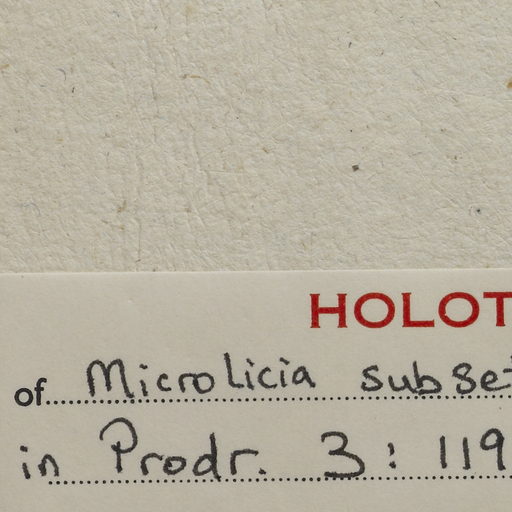 HOLOT
of Microlicia subset
in Prodr. 3: 119